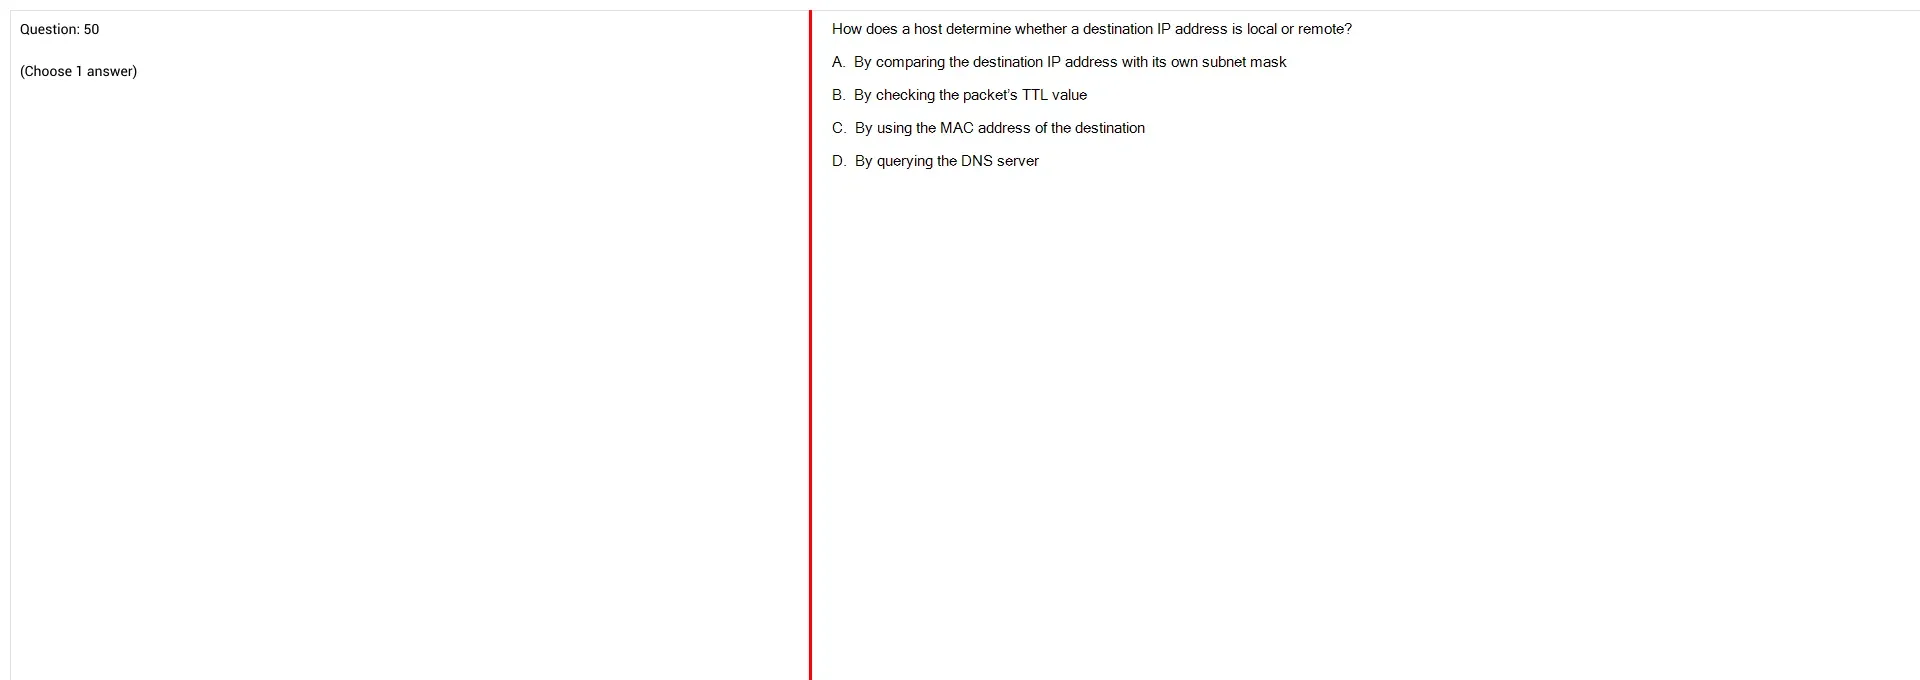 Question: 50
(Choose 1 answer)
How does a host determine whether a destination IP address is local or remote?
A. By comparing the destination IP address with its own subnet mask
B. By checking the packet's TTL value
C. By using the MAC address of the destination
D. By querying the DNS server